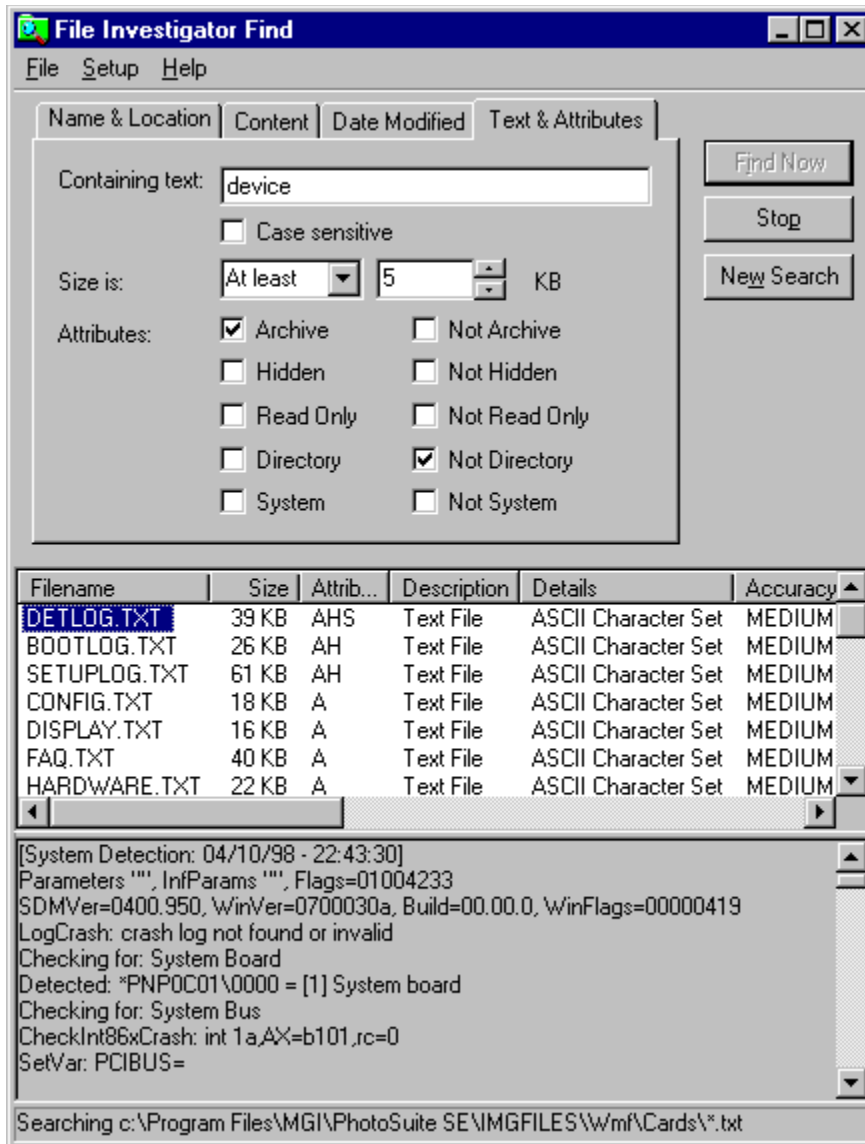 File Investigator Find
File Setup Help
Name & Location Content Date Modified Text & Attributes
Containing text: device
Find Now
Case sensitive
Stop
Size is: At least 5 KB
New Search
Attributes: Archive Not Archive
Hidden Not Hidden
Read Only Not Read Only
Directory Not Directory
System Not System
Filename Size Attrib... Description Details Accuracy
DETLOG.TXT 39 KB AHS Text File ASCII Character Set MEDIUM
BOOTLOG.TXT 26 KB AH Text File ASCII Character Set MEDIUM
SETUPLOG.TXT 61 KB AH Text File ASCII Character Set MEDIUM
CONFIG.TXT 18 KB A Text File ASCII Character Set MEDIUM
DISPLAY.TXT 16 KB A Text File ASCII Character Set MEDIUM
FAQ.TXT 40 KB A Text File ASCII Character Set MEDIUM
HARDWARE.TXT 22 KB A Text File ASCII Character Set MEDIUM
[System Detection: 04/10/98 - 22:43:30]
Parameters "", InfParams "", Flags=01004233
SDMVer=0400.950, WinVer=0700030a, Build=00.00.0, WinFlags=00000419
LogCrash: crash log not found or invalid
Checking for: System Board
Detected: *PNP0C01\0000 = [1] System board
Checking for: System Bus
CheckInt86xCrash: int 1a,AX=b101,rc=0
SetVar: PCIBUS=
Searching c:\Program Files\MGI\PhotoSuite SE\IMGFILES\Wmf\Cards\*.txt